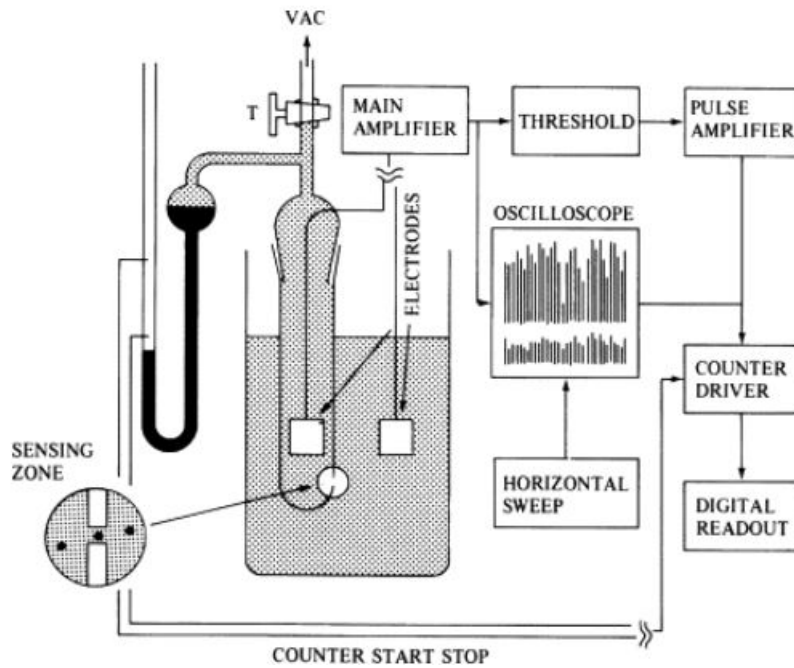 VAC
T
MAIN
AMPLIFIER
THRESHOLD
PULSE
AMPLIFIER
OSCILLOSCOPE
ELECTRODES
COUNTER
DRIVER
SENSING
ZONE
HORIZONTAL
SWEEP
DIGITAL
READOUT
COUNTER START STOP